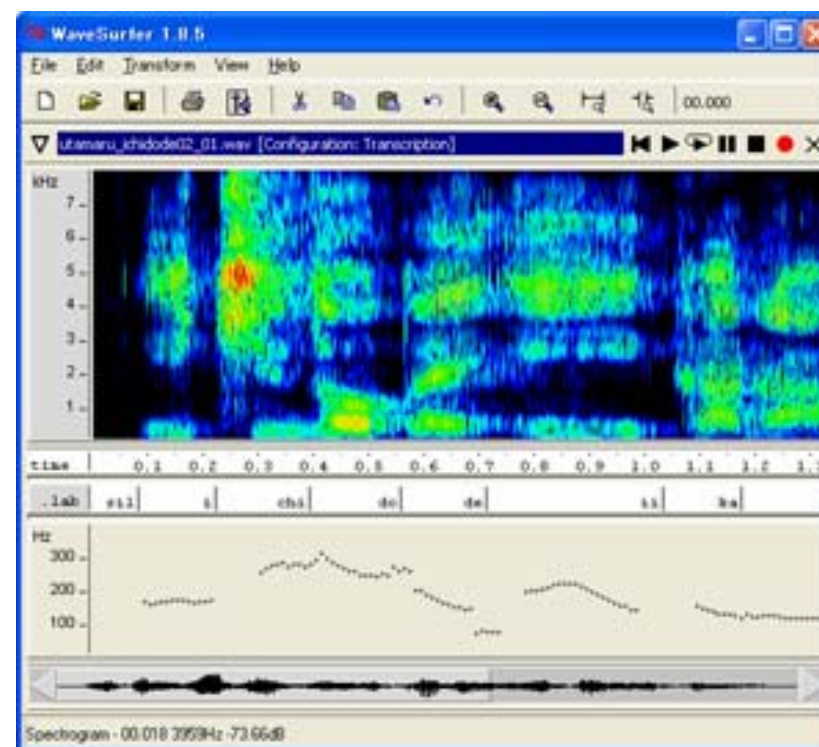 WaveSurfer 1.8.5
File Edit Transform View Help
00.000
utamaru_ichidode02_01.wav [Configuration: Transcription]
kHz
7
6
5
4
3
2
1
time 0.1 0.2 0.3 0.4 0.5 0.6 0.7 0.8 0.9 1.0 1.1 1.2 1.3
.lab sil i chi do de ii ka
Hz
300
200
100
Spectrogram - 00.018 3959Hz -73.66dB